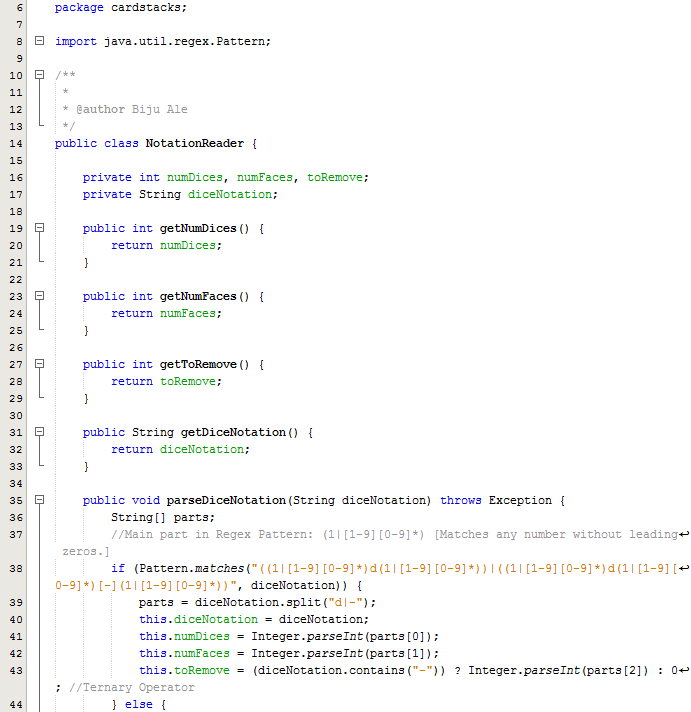 6 package cardstacks;
7
8 import java.util.regex.Pattern;
9
10 /**
11 *
12 * @author Biju Ale
13 */
14 public class NotationReader {
15
16 private int numDices, numFaces, toRemove;
17 private String diceNotation;
18
19 public int getNumDices() {
20 return numDices;
21 }
22
23 public int getNumFaces() {
24 return numFaces;
25 }
26
27 public int getToRemove() {
28 return toRemove;
29 }
30
31 public String getDiceNotation() {
32 return diceNotation;
33 }
34
35 public void parseDiceNotation(String diceNotation) throws Exception {
36 String[] parts;
37 //Main part in Regex Pattern: (1|[1-9][0-9]*) [Matches any number without leading↩
zeros.]
38 if (Pattern.matches("((1|[1-9][0-9]*)d(1|[1-9][0-9]*))|((1|[1-9][0-9]*)d(1|[1-9][↩
0-9]*)[-](1|[1-9][0-9]*))", diceNotation)) {
39 parts = diceNotation.split("d|-");
40 this.diceNotation = diceNotation;
41 this.numDices = Integer.parseInt(parts[0]);
42 this.numFaces = Integer.parseInt(parts[1]);
43 this.toRemove = (diceNotation.contains("-")) ? Integer.parseInt(parts[2]) : 0↩
; //Ternary Operator
44 } else {